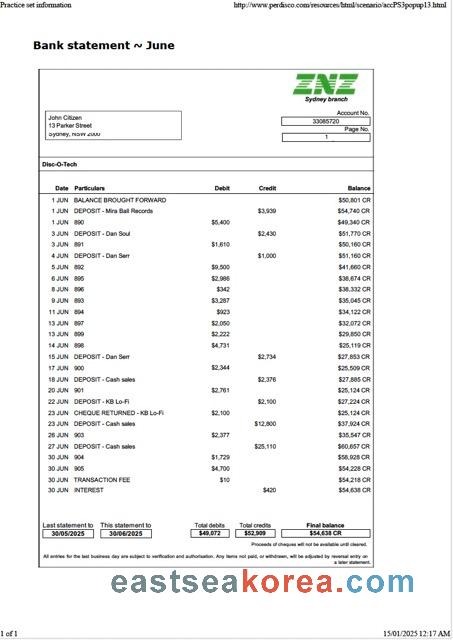 Practice set information http://www.perdisco.com/resources/html/scenario/accPS3popup13.html
Bank statement ~ June
ZNZ
Sydney branch
Account No.
33085720
Page No.
1
John Citizen
13 Parker Street
Sydney, NSW 2000
Disc-O-Tech
Date Particulars Debit Credit Balance
1 JUN BALANCE BROUGHT FORWARD $50,801 CR
1 JUN DEPOSIT - Mira Bali Records $3,939 $54,740 CR
1 JUN 890 $5,400 $49,340 CR
3 JUN DEPOSIT - Dan Soul $2,430 $51,770 CR
3 JUN 891 $1,610 $50,160 CR
4 JUN DEPOSIT - Dan Serr $1,000 $51,160 CR
5 JUN 892 $9,500 $41,660 CR
6 JUN 895 $2,986 $38,674 CR
8 JUN 896 $342 $38,332 CR
9 JUN 893 $3,287 $35,045 CR
11 JUN 894 $923 $34,122 CR
13 JUN 897 $2,050 $32,072 CR
13 JUN 899 $2,222 $29,850 CR
14 JUN 898 $4,731 $25,119 CR
15 JUN DEPOSIT - Dan Serr $2,734 $27,853 CR
17 JUN 900 $2,344 $25,509 CR
18 JUN DEPOSIT - Cash sales $2,376 $27,885 CR
20 JUN 901 $2,761 $25,124 CR
22 JUN DEPOSIT - KB Lo-Fi $2,100 $27,224 CR
23 JUN CHEQUE RETURNED - KB Lo-Fi $2,100 $25,124 CR
23 JUN DEPOSIT - Cash sales $12,800 $37,924 CR
26 JUN 903 $2,377 $35,547 CR
27 JUN DEPOSIT - Cash sales $25,110 $60,657 CR
30 JUN 904 $1,729 $58,928 CR
30 JUN 905 $4,700 $54,228 CR
30 JUN TRANSACTION FEE $10 $54,218 CR
30 JUN INTEREST $420 $54,638 CR
Last statement to This statement to Total debits Total credits Final balance
30/05/2025 30/06/2025 $49,072 $52,909 $54,638 CR
Proceeds of cheques will not be available until cleared.
All entries for the last business day are subject to verification and authorisation. Any items not paid, or withdrawn, will be adjusted by reversal entry on
a later statement.
eastseakorea.com
1 of 1 15/01/2025 12:17 AM